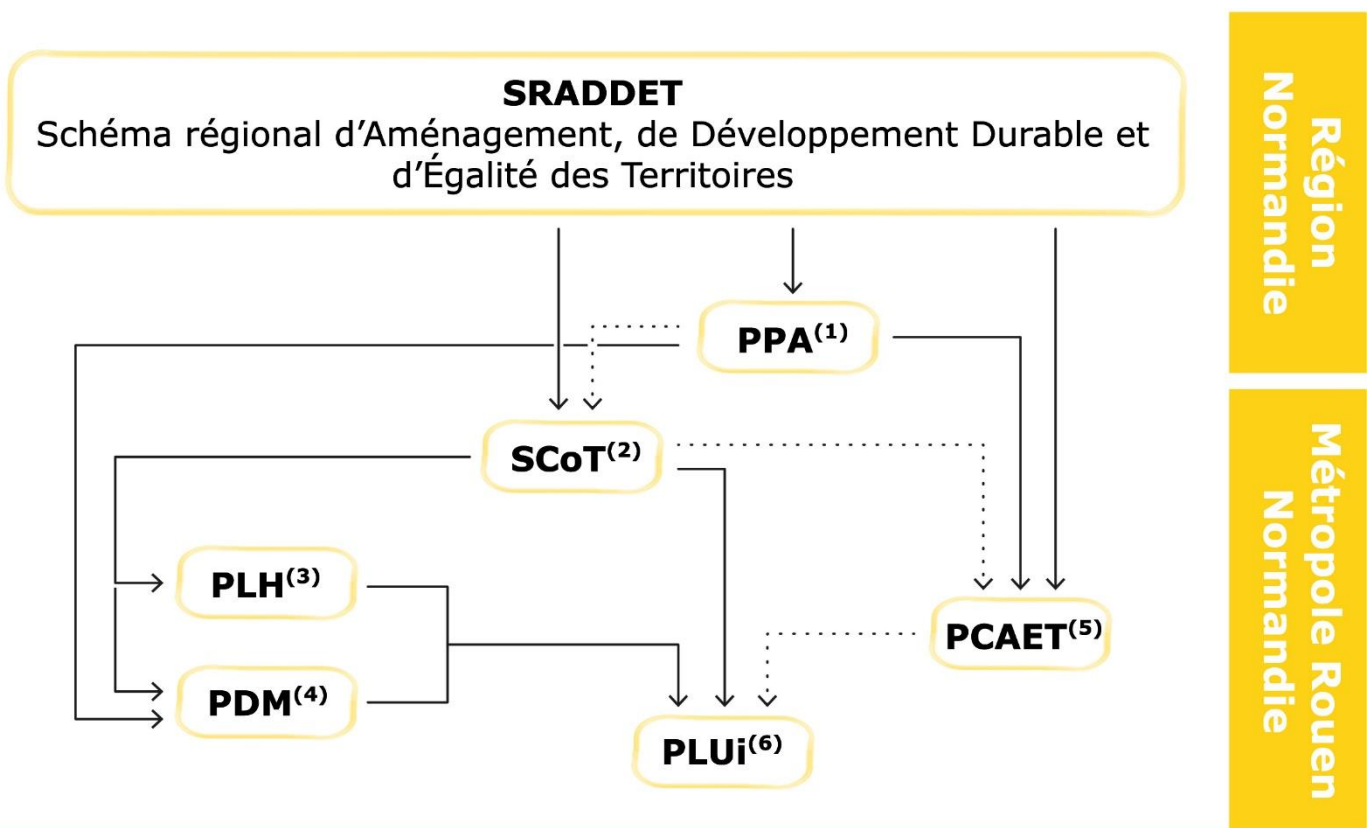 SRADDET
Schéma régional d’Aménagement, de Développement Durable et
d’Égalité des Territoires
Région
Normandie
PPA(1)
SCoT(2)
Métropole Rouen
Normandie
PLH(3)
PCAET(5)
PDM(4)
PLUi(6)